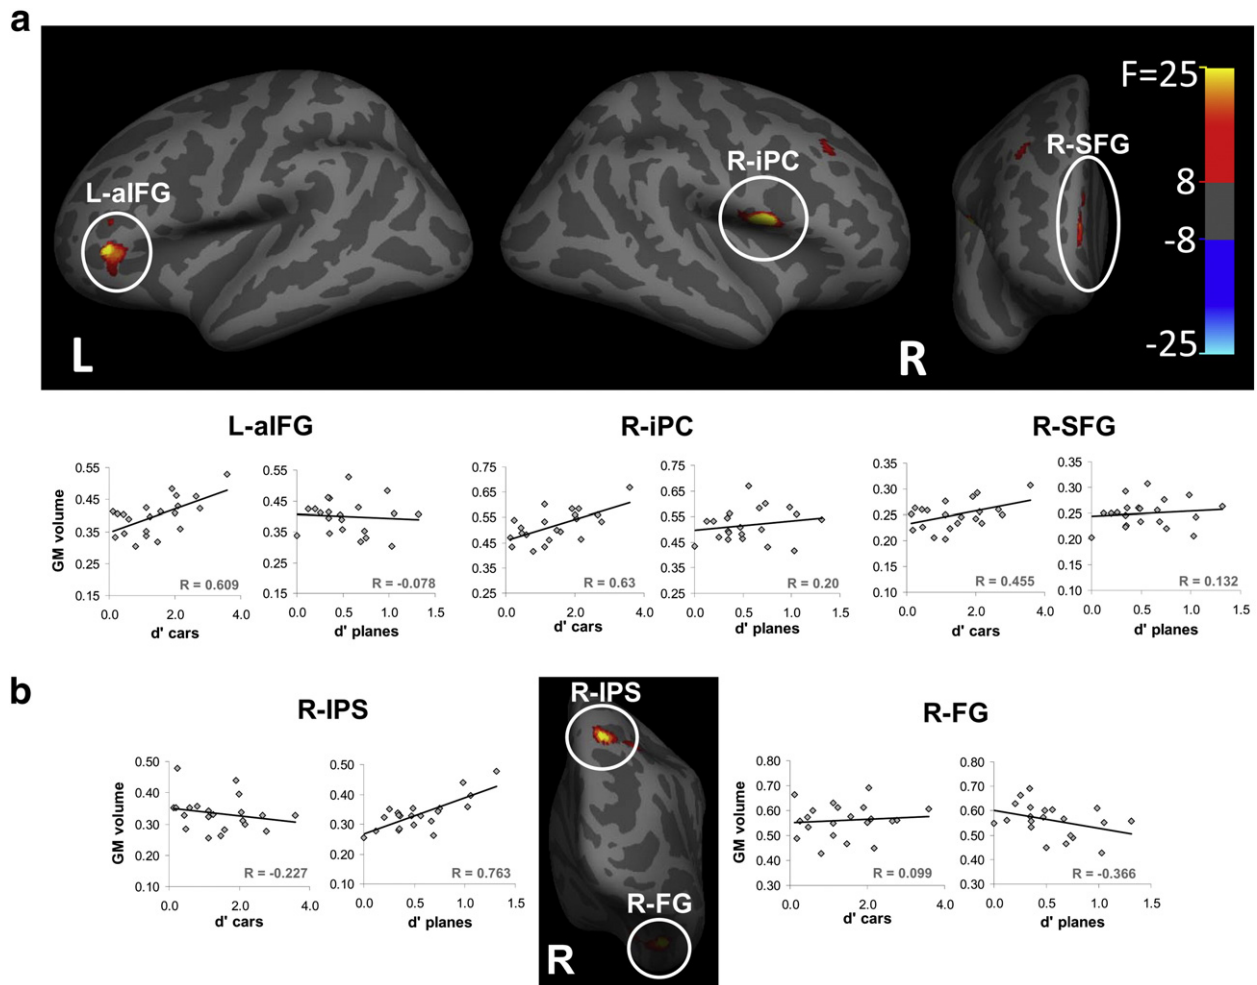 a
F=25
8
-8
-25
L-aIFG
R-iPC
R-SFG
L
R
L-aIFG
R-iPC
R-SFG
GM volume
0.55
0.45
0.35
0.25
0.15
0.0 2.0 4.0
d' cars
R = 0.609
0.55
0.45
0.35
0.25
0.15
0.0 0.5 1.0 1.5
d' planes
R = -0.078
0.75
0.65
0.55
0.45
0.35
0.25
0.0 2.0 4.0
d' cars
R = 0.63
0.75
0.65
0.55
0.45
0.35
0.25
0.0 0.5 1.0 1.5
d' planes
R = 0.20
0.35
0.30
0.25
0.20
0.15
0.10
0.0 2.0 4.0
d' cars
R = 0.455
0.35
0.30
0.25
0.20
0.15
0.10
0.0 0.5 1.0 1.5
d' planes
R = 0.132
b
R-IPS
GM volume
0.50
0.40
0.30
0.20
0.10
0.0 1.0 2.0 3.0 4.0
d' cars
R = -0.227
0.50
0.40
0.30
0.20
0.10
0.0 0.5 1.0 1.5
d' planes
R = 0.763
R-IPS
R-FG
R
R-FG
GM volume
0.80
0.70
0.60
0.50
0.40
0.30
0.0 2.0 4.0
d' cars
R = 0.099
0.80
0.70
0.60
0.50
0.40
0.30
0.0 0.5 1.0 1.5
d' planes
R = -0.366